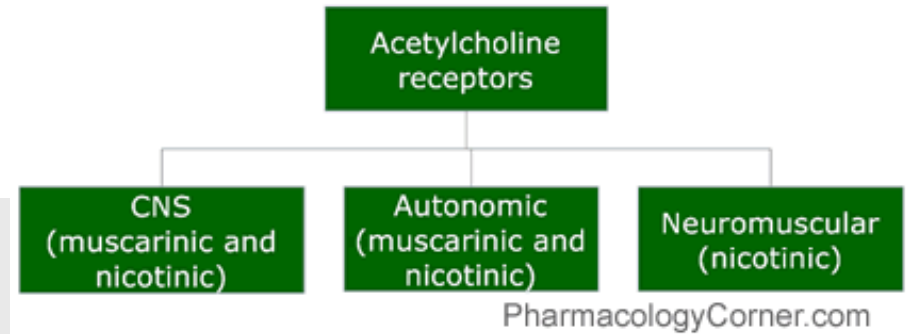 Acetylcholine
receptors
CNS
(muscarinic and
nicotinic)
Autonomic
(muscarinic and
nicotinic)
Neuromuscular
(nicotinic)
PharmacologyCorner.com